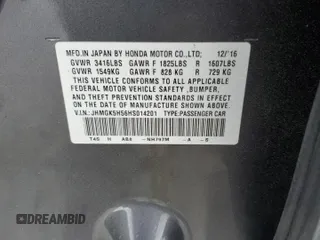 MFD. IN JAPAN BY HONDA MOTOR CO.,LTD. 12/'16
GVWR 3416LBS GAWR F 1825LBS R 1607LBS
GVWR 1549KG GAWR F 828 KG R 729 KG
THIS VEHICLE CONFORMS TO ALL APPLICABLE
FEDERAL MOTOR VEHICLE SAFETY ,BUMPER,
AND THEFT PREVENTION STANDARDS IN EFFECT
ON THE DATE OF MANUFACTURE SHOWN ABOVE.
V.I.N.: JHMGK5H56HS014201 TYPE:PASSENGER CAR
NH797M -A
DREAMBID